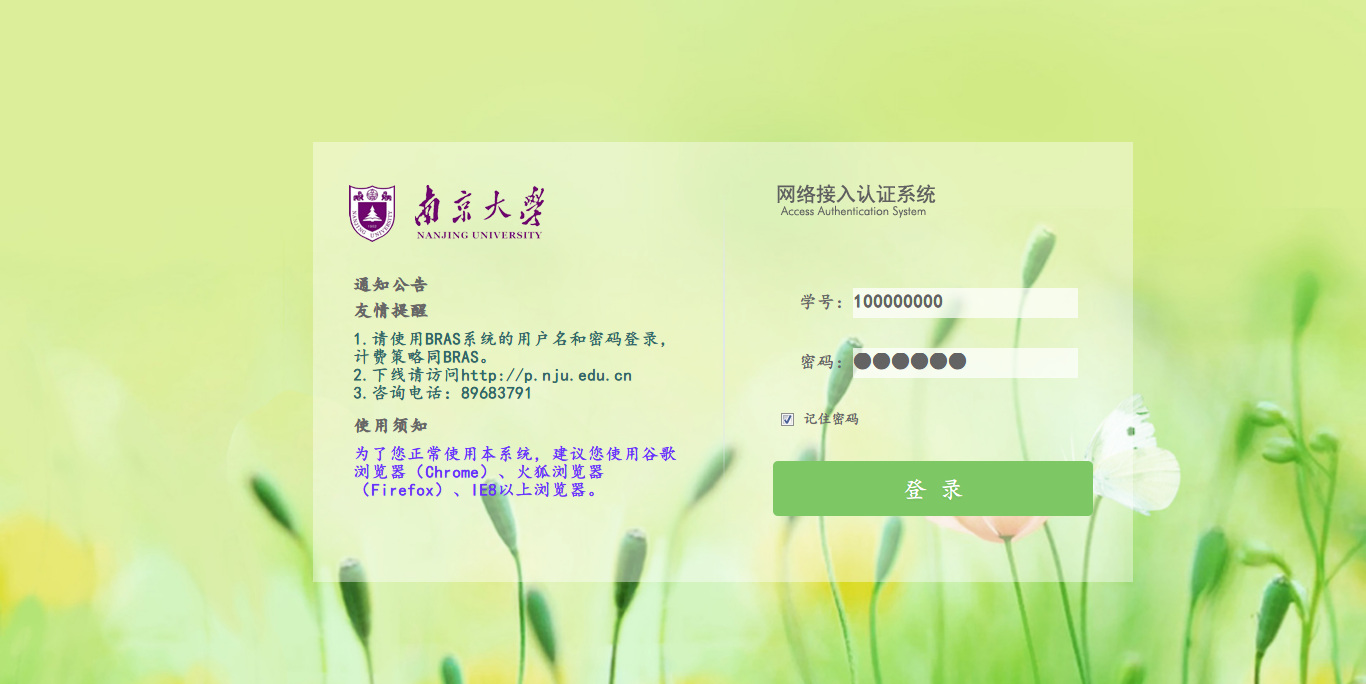 南京大學
NANJING UNIVERSITY
通知公告
友情提醒
1.请使用BRAS系统的用户名和密码登录，
计费策略同BRAS。
2.下线请访问http://p.nju.edu.cn
3.咨询电话：89683791
使用须知
为了您正常使用本系统，建议您使用谷歌
浏览器（Chrome）、火狐浏览器
（Firefox）、IE8以上浏览器。
网络接入认证系统
Access Authentication System
学号：100000000
密码：●●●●●●
记住密码
登 录